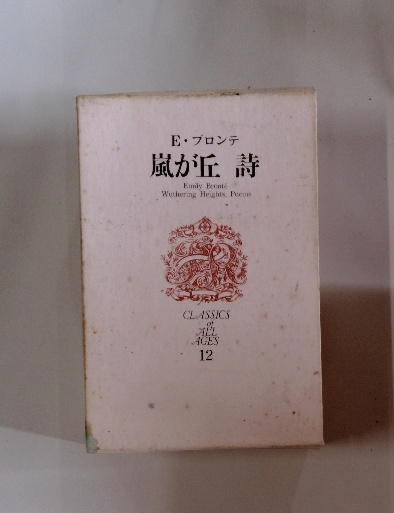 E・ブロンテ
嵐が丘 詩
Emily Brontë
Wuthering Heights, Poems
CLASSICS
of
ALL
AGES
12